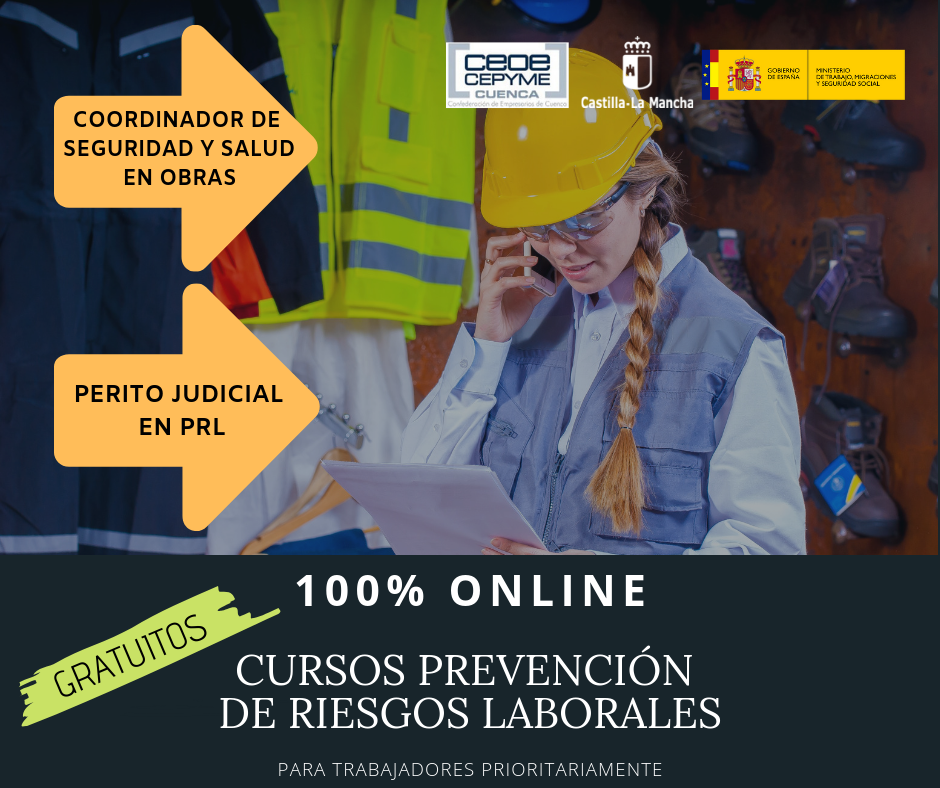 ceoe
CEPYME
CUENCA
Confederación de Empresarios de Cuenca
Castilla-La Mancha
GOBIERNO
DE ESPAÑA
MINISTERIO
DE TRABAJO, MIGRACIONES
Y SEGURIDAD SOCIAL
COORDINADOR DE
SEGURIDAD Y SALUD
EN OBRAS
PERITO JUDICIAL
EN PRL
100% ONLINE
GRATUITOS
CURSOS PREVENCIÓN
DE RIESGOS LABORALES
PARA TRABAJADORES PRIORITARIAMENTE